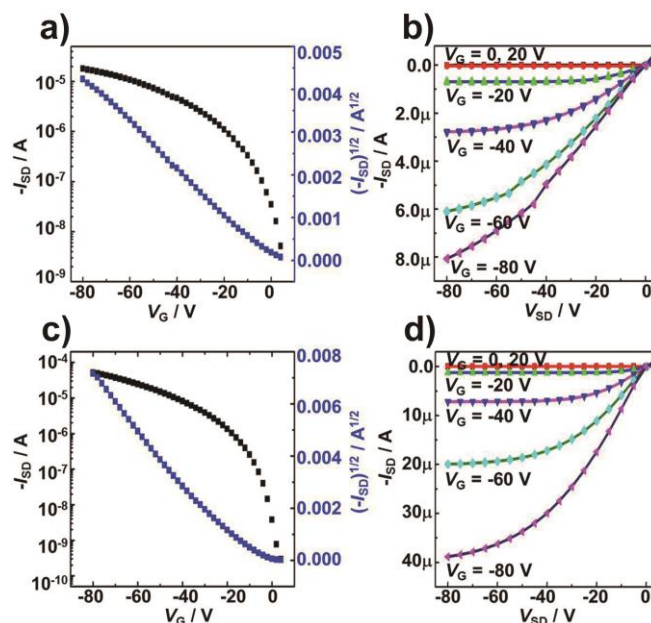 a)
10⁻⁵
10⁻⁶
10⁻⁷
10⁻⁸
10⁻⁹
-I_SD / A
0.005
0.004
0.003
0.002
0.001
0.000
(-I_SD)^1/2 / A^1/2
-80 -60 -40 -20 0
V_G / V
b)
0.0
2.0μ
4.0μ
6.0μ
8.0μ
-I_SD / A
V_G = 0, 20 V
V_G = -20 V
V_G = -40 V
V_G = -60 V
V_G = -80 V
-80 -60 -40 -20 0
V_SD / V
c)
10⁻⁴
10⁻⁵
10⁻⁶
10⁻⁷
10⁻⁸
10⁻⁹
10⁻¹⁰
-I_SD / A
0.008
0.006
0.004
0.002
0.000
(-I_SD)^1/2 / A^1/2
-80 -60 -40 -20 0
V_G / V
d)
0.0
10μ
20μ
30μ
40μ
-I_SD / A
V_G = 0, 20 V
V_G = -20 V
V_G = -40 V
V_G = -60 V
V_G = -80 V
-80 -60 -40 -20 0
V_SD / V